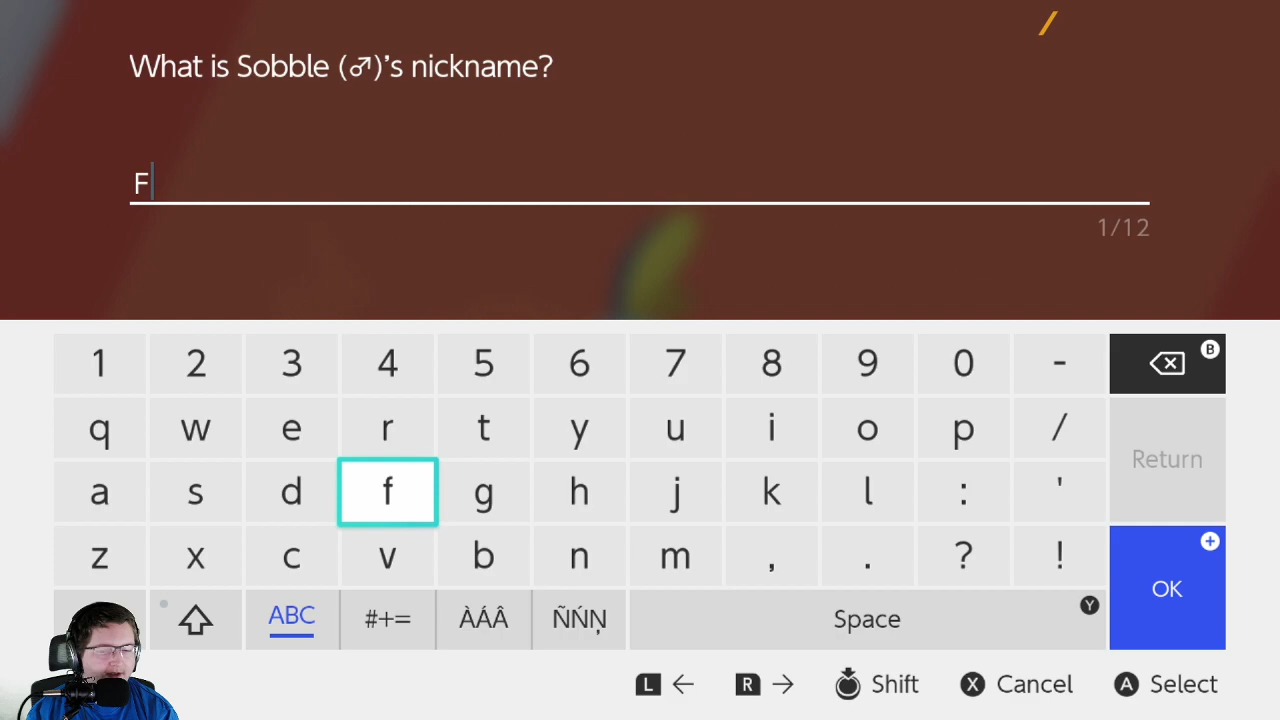 What is Sobble (♂)'s nickname?
F
1/12
1 2 3 4 5 6 7 8 9 0 - B
q w e r t y u i o p / Return
a s d f g h j k l : '
z x c v b n m , . ? ! + OK
ABC #+= ÀÁÂ ÑŃŅ Space Y
L ← R → Shift X Cancel A Select